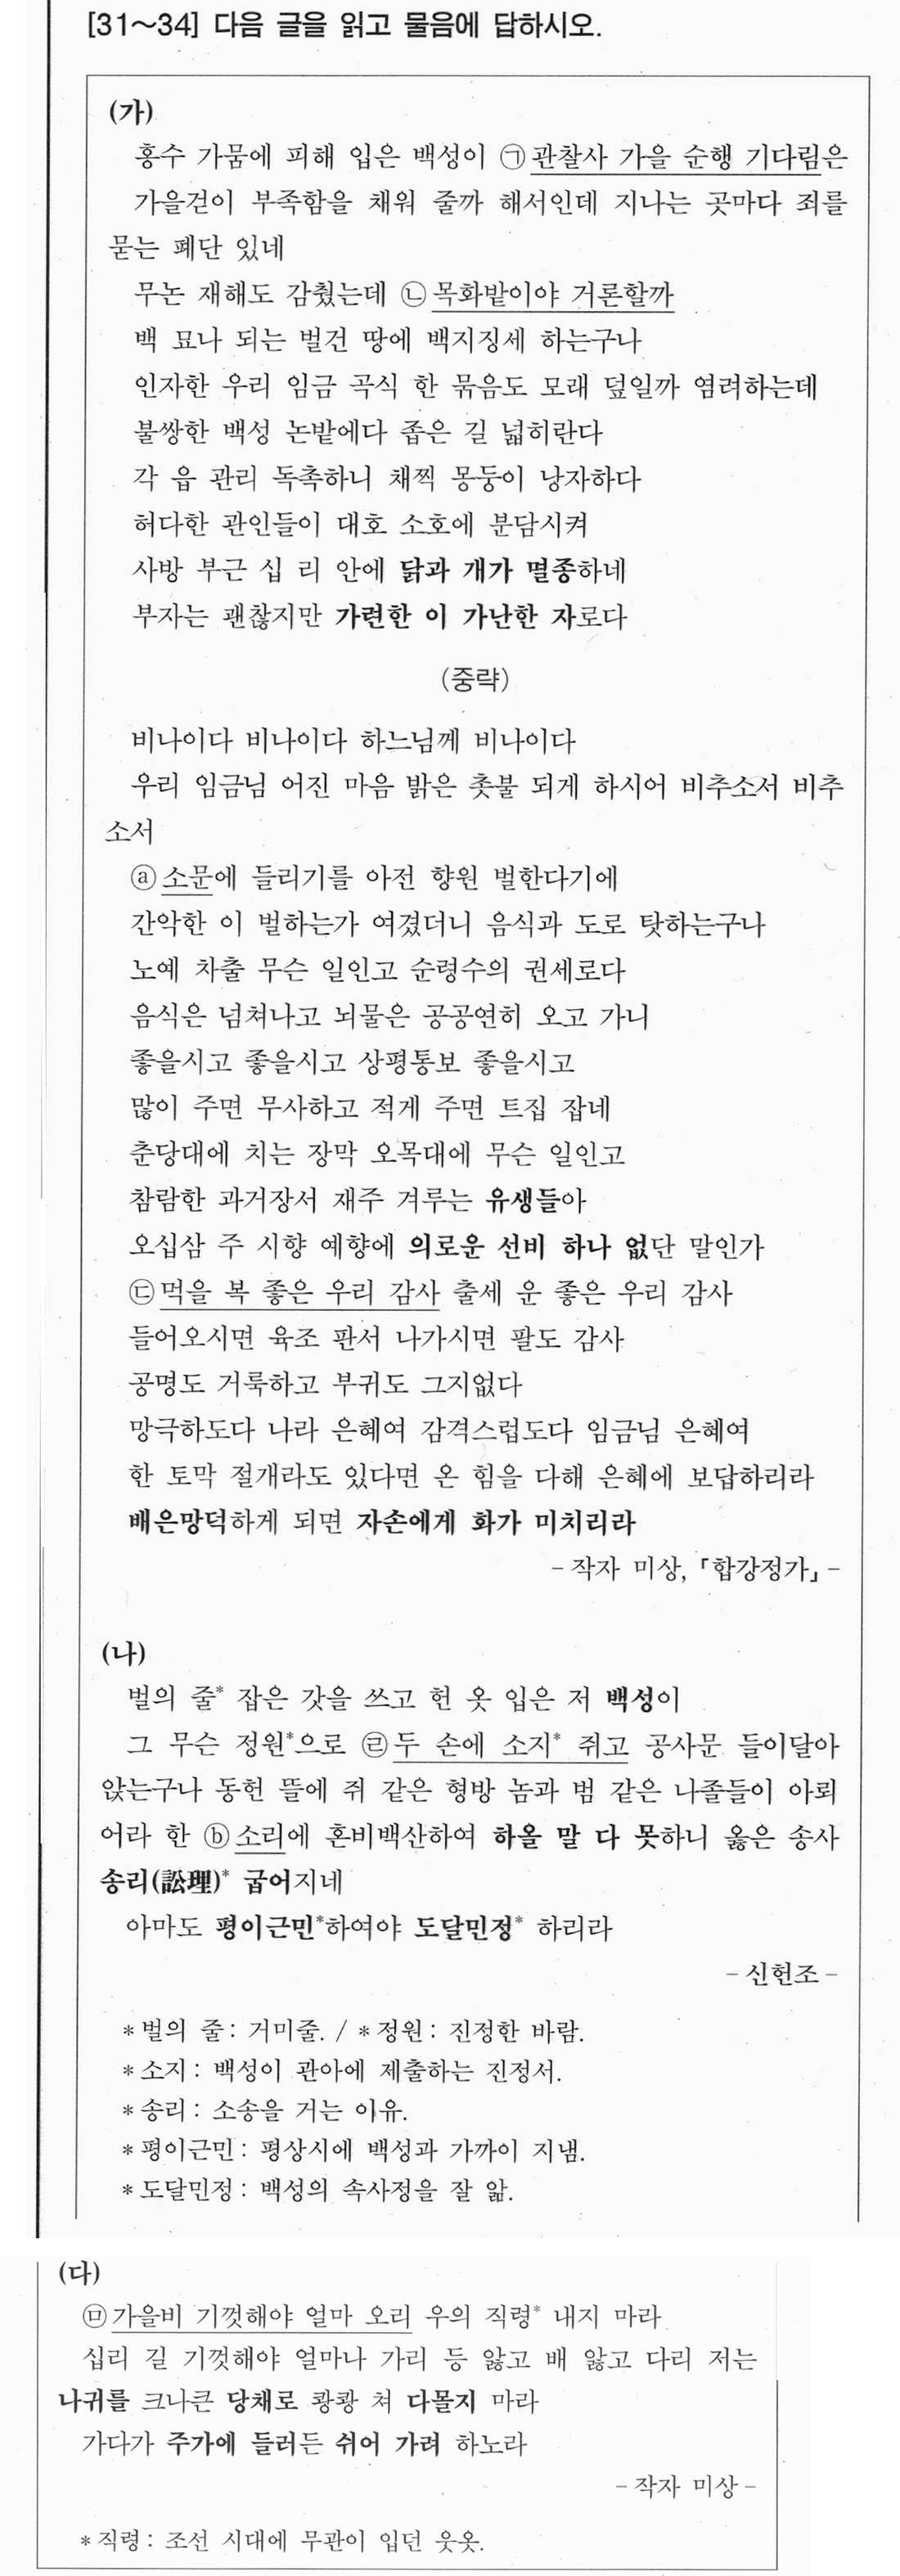 [31～34] 다음 글을 읽고 물음에 답하시오.
(가)
홍수 가뭄에 피해 입은 백성이 ㉠관찰사 가을 순행 기다림은
가을걷이 부족함을 채워 줄까 해서인데 지나는 곳마다 죄를
묻는 폐단 있네
무논 재해도 감췄는데 ㉡목화밭이야 거론할까
백 묘나 되는 벌건 땅에 백지징세 하는구나
인자한 우리 임금 곡식 한 묶음도 모래 덮일까 염려하는데
불쌍한 백성 논밭에다 좁은 길 넓히란다
각 읍 관리 독촉하니 채찍 몽둥이 낭자하다
허다한 관인들이 대호 소호에 분담시켜
사방 부근 십 리 안에 닭과 개가 멸종하네
부자는 괜찮지만 가련한 이 가난한 자로다
(중략)
비나이다 비나이다 하느님께 비나이다
우리 임금님 어진 마음 밝은 촛불 되게 하시어 비추소서 비추
소서
ⓐ소문에 들리기를 아전 향원 벌한다기에
간악한 이 벌하는가 여겼더니 음식과 도로 탓하는구나
노예 차출 무슨 일인고 순령수의 권세로다
음식은 넘쳐나고 뇌물은 공공연히 오고 가니
좋을시고 좋을시고 상평통보 좋을시고
많이 주면 무사하고 적게 주면 트집 잡네
춘당대에 치는 장막 오목대에 무슨 일인고
참람한 과거장서 재주 겨루는 유생들아
오십삼 주 시향 예향에 의로운 선비 하나 없단 말인가
㉢먹을 복 좋은 우리 감사 출세 운 좋은 우리 감사
들어오시면 육조 판서 나가시면 팔도 감사
공명도 거룩하고 부귀도 그지없다
망극하도다 나라 은혜여 감격스럽도다 임금님 은혜여
한 토막 절개라도 있다면 온 힘을 다해 은혜에 보답하리라
배은망덕하게 되면 자손에게 화가 미치리라
- 작자 미상, 「합강정가」 -
(나)
벌의 줄* 잡은 갓을 쓰고 헌 옷 입은 저 백성이
그 무슨 정원*으로 ㉣두 손에 소지* 쥐고 공사문 들이달아
앉는구나 동헌 뜰에 쥐 같은 형방 놈과 범 같은 나졸들이 아뢰
어라 한 ⓑ소리에 혼비백산하여 하올 말 다 못하니 옳은 송사
송리(訟理)* 굽어지네
아마도 평이근민*하여야 도달민정* 하리라
- 신헌조 -
* 벌의 줄 : 거미줄. / * 정원 : 진정한 바람.
* 소지 : 백성이 관아에 제출하는 진정서.
* 송리 : 소송을 거는 이유.
* 평이근민 : 평상시에 백성과 가까이 지냄.
* 도달민정 : 백성의 속사정을 잘 앎.
(다)
㉤가을비 기껏해야 얼마 오리 우의 직령* 내지 마라
십리 길 기껏해야 얼마나 가리 등 앓고 배 앓고 다리 저는
나귀를 크나큰 당채로 쾅쾅 쳐 다몰지 마라
가다가 주가에 들러든 쉬어 가려 하노라
- 작자 미상 -
* 직령 : 조선 시대에 무관이 입던 웃옷.